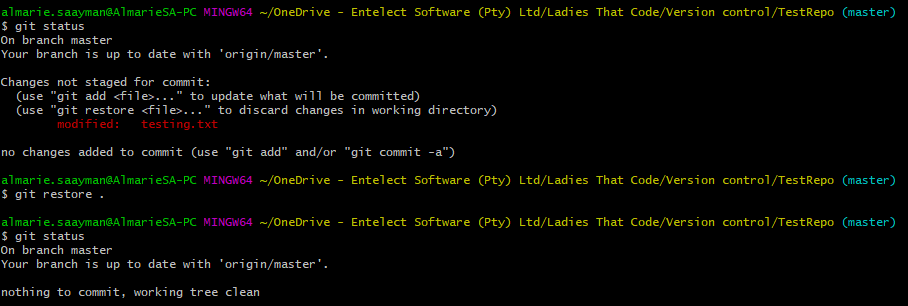 almarie.saayman@AlmarieSA-PC MINGW64 ~/OneDrive - Entelect Software (Pty) Ltd/Ladies That Code/Version control/TestRepo (master)
$ git status
On branch master
Your branch is up to date with 'origin/master'.
Changes not staged for commit:
(use "git add <file>..." to update what will be committed)
(use "git restore <file>..." to discard changes in working directory)
modified:   testing.txt
no changes added to commit (use "git add" and/or "git commit -a")
almarie.saayman@AlmarieSA-PC MINGW64 ~/OneDrive - Entelect Software (Pty) Ltd/Ladies That Code/Version control/TestRepo (master)
$ git restore .
almarie.saayman@AlmarieSA-PC MINGW64 ~/OneDrive - Entelect Software (Pty) Ltd/Ladies That Code/Version control/TestRepo (master)
$ git status
On branch master
Your branch is up to date with 'origin/master'.
nothing to commit, working tree clean